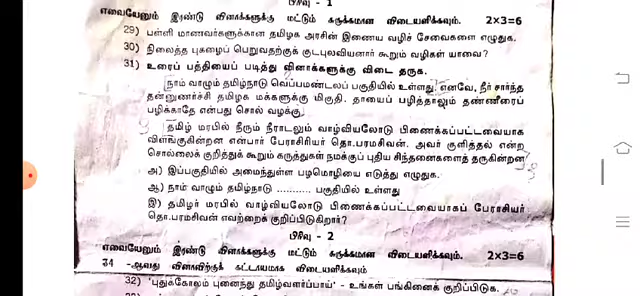 பிரிவு - 1
எவையேனும் இரண்டு வினாக்களுக்கு மட்டும் சுருக்கமான விடையளிக்கவும். 2×3=6
29) பள்ளி மாணவர்களுக்கான தமிழக அரசின் இணைய வழிச் சேவைகளை எழுதுக.
30) நிலைத்த புகழைப் பெறுவதற்குக் குடபுலவியனார் கூறும் வழிகள் யாவை?
31) உரைப் பத்தியைப் படித்து வினாக்களுக்கு விடை தருக.
நாம் வாழும் தமிழ்நாடு வெப்பமண்டலப் பகுதியில் உள்ளது. எனவே, நீர் சார்ந்த
தன்னுணர்ச்சி தமிழக மக்களுக்கு மிகுதி. தாயைப் பழித்தாலும் தண்ணீரைப்
பழிக்காதே என்பது சொல் வழக்கு.
தமிழ் மரபில் நீரும் நீராடலும் வாழ்வியலோடு பிணைக்கப்பட்டவையாக
விளங்குகின்றன என்பார் பேராசிரியர் தொ.பரமசிவன். அவர் குளித்தல் என்ற
சொல்லைக் குறித்துக் கூறும் கருத்துகள் நமக்குப் புதிய சிந்தனைகளைத் தருகின்றன
அ) இப்பகுதியில் அமைந்துள்ள பழமொழியை எடுத்து எழுதுக.
ஆ) நாம் வாழும் தமிழ்நாடு .......... பகுதியில் உள்ளது
இ) தமிழர் மரபில் வாழ்வியலோடு பிணைக்கப்பட்டவையாகப் பேராசியர்
தொ.பரமசிவன் எவற்றைக் குறிப்பிடுகிறார்?
பிரிவு - 2
எவையேனும் இரண்டு வினாக்களுக்கு மட்டும் சுருக்கமான விடையளிக்கவும். 2×3=6
34 -ஆவது வினாவிற்குக் கட்டாயமாக விடையளிக்கவும்
32) 'புதுக்கோலம் புனைந்து தமிழ்வளர்ப்பாய்' - உங்கள் பங்கினைக் குறிப்பிடுக.